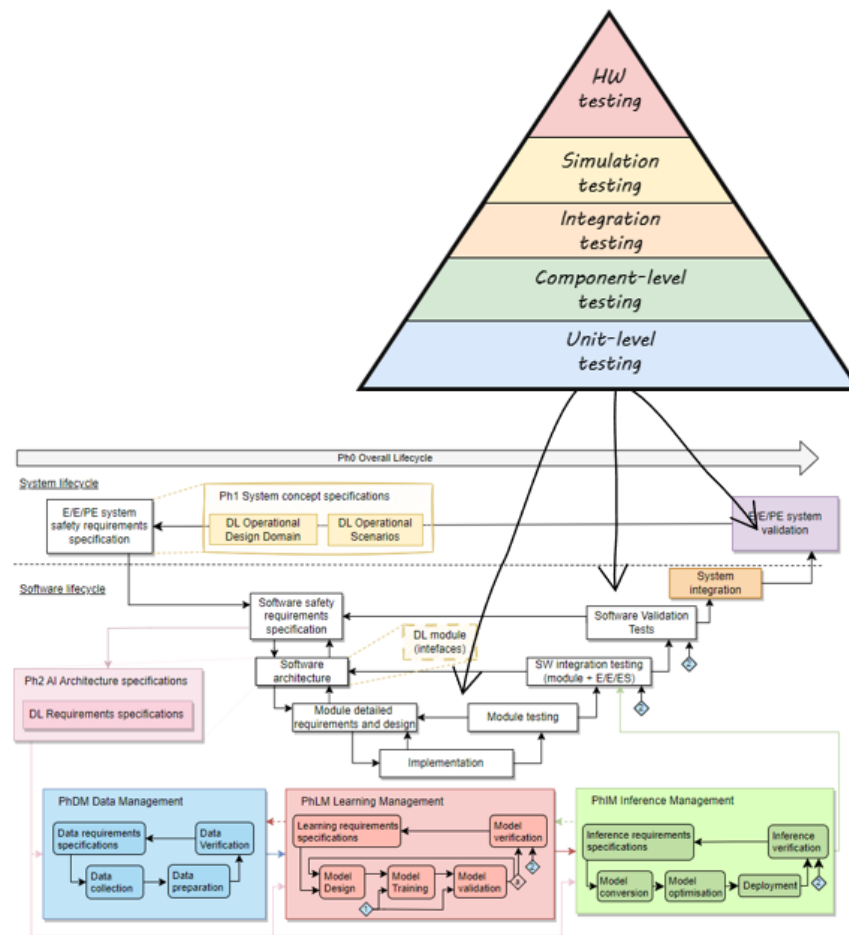 HW
testing
Simulation
testing
Integration
testing
Component-level
testing
Unit-level
testing
Ph0 Overall Lifecycle
System lifecycle
Ph1 System concept specifications
E/E/PE system
safety requirements
specification
DL Operational
Design Domain
DL Operational
Scenarios
E/E/PE system
validation
Software lifecycle
System
integration
Software safety
requirements
specification
Software Validation
Tests
DL module
(intefaces)
Ph2 AI Architecture specifications
DL Requirements specifications
Software
architecture
SW integration testing
(module + E/E/ES)
2
2
Module detailed
requirements and design
Module testing
Implementation
PhDM Data Management
Data requirements
specifications
Data
Verification
Data
collection
Data
preparation
PhLM Learning Management
Learning requirements
specifications
Model
verification
Model
Design
Model
Training
Model
validation
a
2
1
PhIM Inference Management
Inference requirements
specifications
Inference
verification
Model
conversion
Model
optimisation
Deployment
2